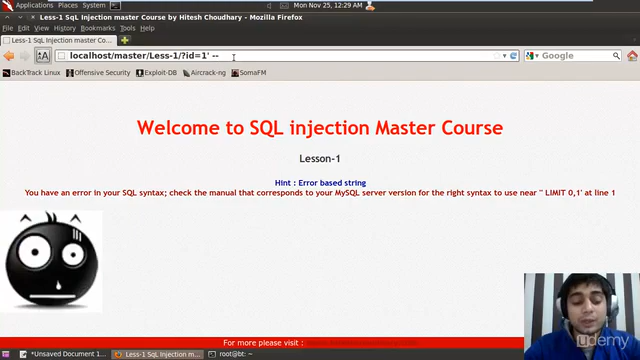 Applications Places System Mon Nov 25, 12:29 AM
Less-1 SqL Injection master Course by Hitesh Choudhary - Mozilla Firefox
File Edit View History Bookmarks Tools Help
Less-1 SqL Injection master Cour...
localhost/master/Less-1/?id=1' --
Google
BackTrack Linux Offensive Security Exploit-DB Aircrack-ng SomaFM
Welcome to SQL injection Master Course
Lesson-1
Hint : Error based string
You have an error in your SQL syntax; check the manual that corresponds to your MySQL server version for the right syntax to use near '' LIMIT 0,1' at line 1
udemy
For more please visit :
*Unsaved Document 1... Less-1 SqL Injection m... root@bt: ~